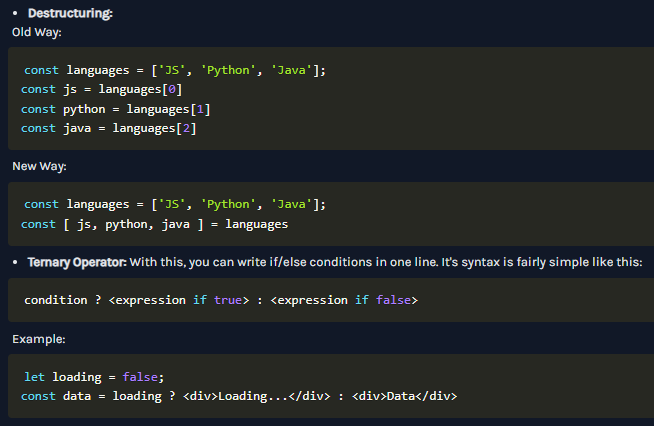 • Destructuring:
Old Way:
const languages = ['JS', 'Python', 'Java'];
const js = languages[0]
const python = languages[1]
const java = languages[2]
New Way:
const languages = ['JS', 'Python', 'Java'];
const [ js, python, java ] = languages
• Ternary Operator: With this, you can write if/else conditions in one line. It's syntax is fairly simple like this:
condition ? <expression if true> : <expression if false>
Example:
let loading = false;
const data = loading ? <div>Loading...</div> : <div>Data</div>